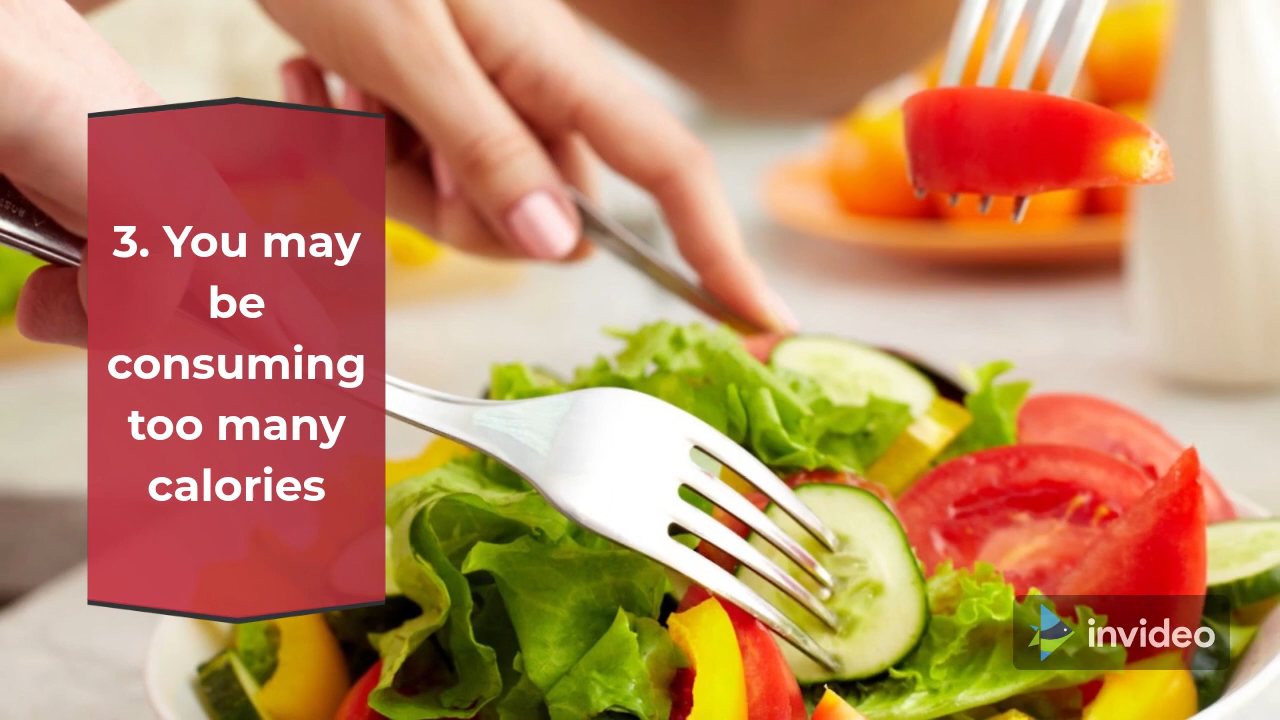 3. You may
be
consuming
too many
calories
invideo